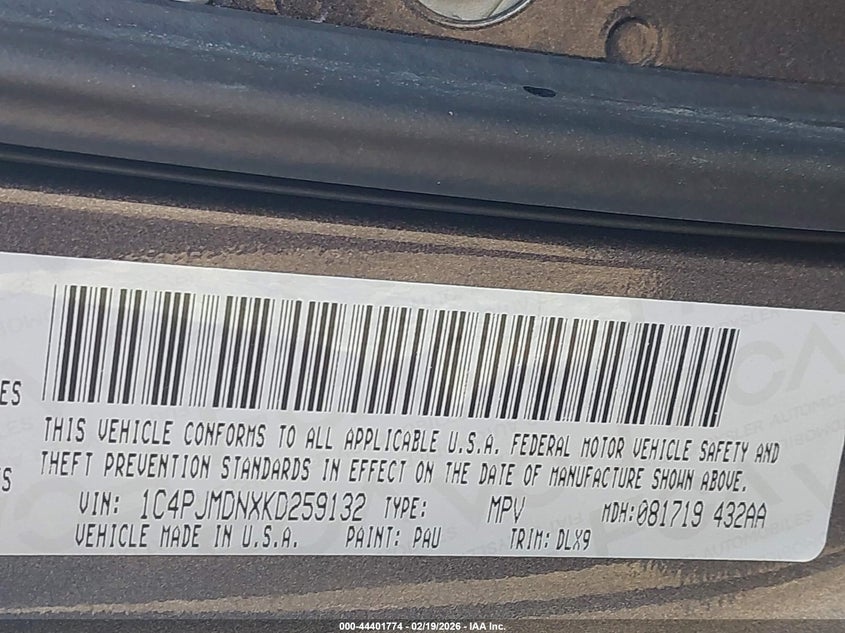 ES
THIS VEHICLE CONFORMS TO ALL APPLICABLE U.S.A. FEDERAL MOTOR VEHICLE SAFETY AND
S THEFT PREVENTION STANDARDS IN EFFECT ON THE DATE OF MANUFACTURE SHOWN ABOVE.
VIN: 1C4PJMDNXKD259132 TYPE: MPV MDH:081719 432AA
VEHICLE MADE IN U.S.A. PAINT: PAU TRIM: DLX9
000-44401774 - 02/19/2026 - IAA Inc.